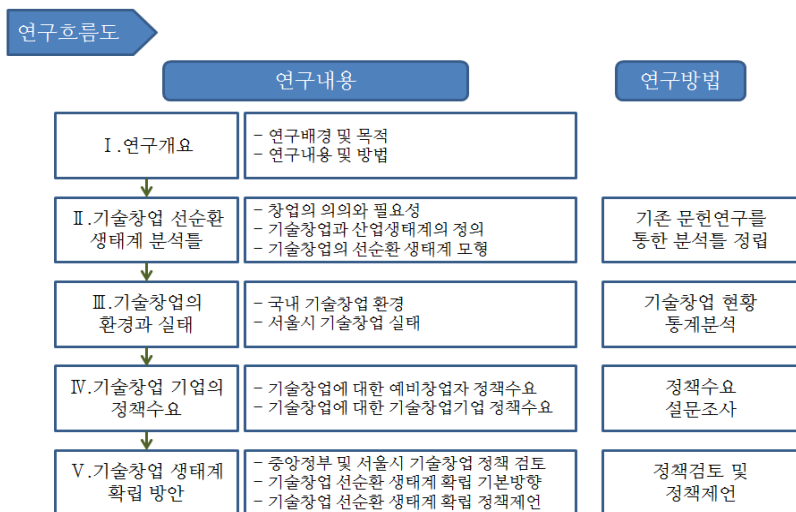 연구흐름도
연구내용
연구방법
Ⅰ.연구개요
- 연구배경 및 목적
- 연구내용 및 방법
Ⅱ.기술창업 선순환
생태계 분석틀
- 창업의 의의와 필요성
- 기술창업과 산업생태계의 정의
- 기술창업의 선순환 생태계 모형
기존 문헌연구를
통한 분석틀 정립
Ⅲ.기술창업의
환경과 실태
- 국내 기술창업 환경
- 서울시 기술창업 실태
기술창업 현황
통계분석
Ⅳ.기술창업 기업의
정책수요
- 기술창업에 대한 예비창업자 정책수요
- 기술창업에 대한 기술창업기업 정책수요
정책수요
설문조사
Ⅴ.기술창업 생태계
확립 방안
- 중앙정부 및 서울시 기술창업 정책 검토
- 기술창업 선순환 생태계 확립 기본방향
- 기술창업 선순환 생태계 확립 정책제언
정책검토 및
정책제언